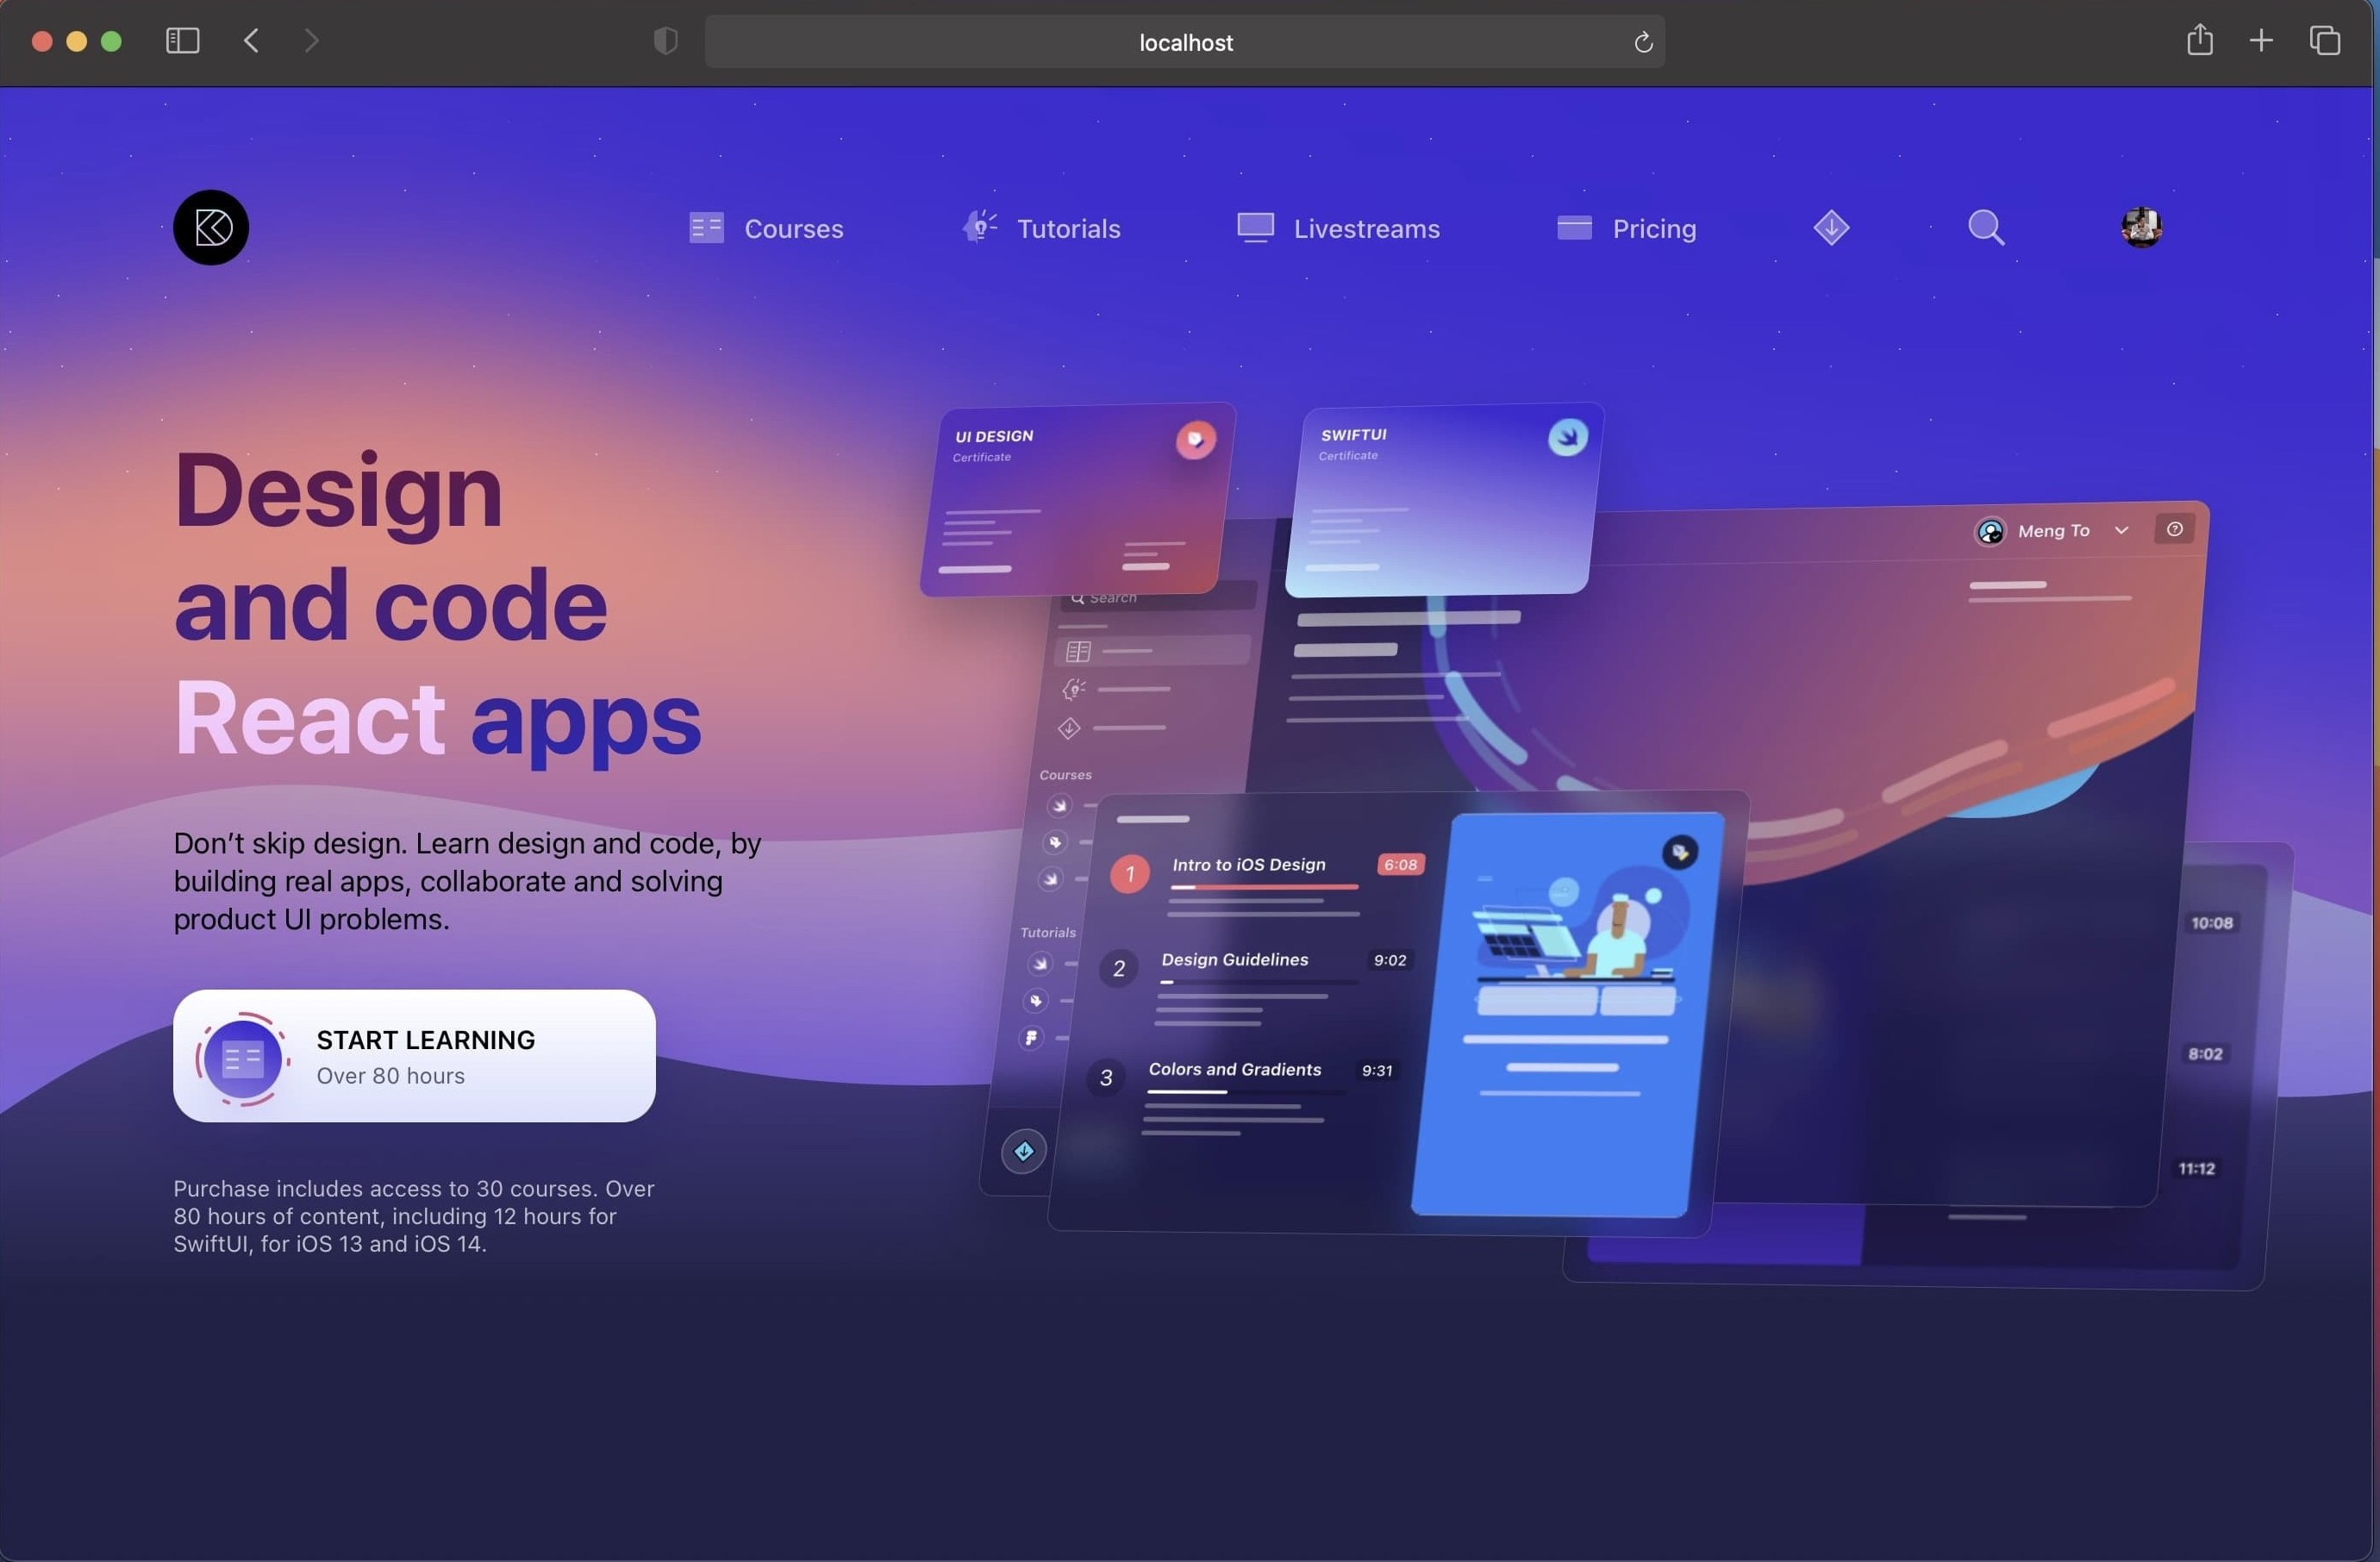 localhost
Courses
Tutorials
Livestreams
Pricing
Design
and code
React apps
Don’t skip design. Learn design and code, by
building real apps, collaborate and solving
product UI problems.
START LEARNING
Over 80 hours
Purchase includes access to 30 courses. Over
80 hours of content, including 12 hours for
SwiftUI, for iOS 13 and iOS 14.
UI DESIGN
Certificate
SWIFTUI
Certificate
Meng To
Search
Courses
Tutorials
1 Intro to iOS Design 6:08
2 Design Guidelines 9:02
3 Colors and Gradients 9:31
10:08
8:02
11:12